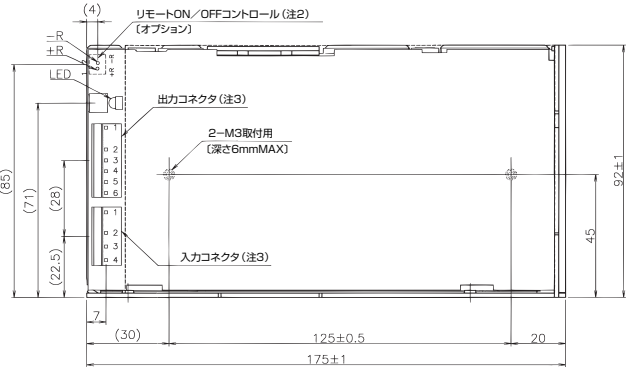 (4)
リモートON／OFFコントロール（注2）
〔オプション〕
−R
+R
−R
+R
2
1
LED
出力コネクタ（注3）
1
2
3
4
5
6
2−M3取付用
〔深さ6mmMAX〕
1
2
3
4
入力コネクタ（注3）
(85)
(71)
(28)
(22.5)
92±1
45
7
(30)
125±0.5
20
175±1